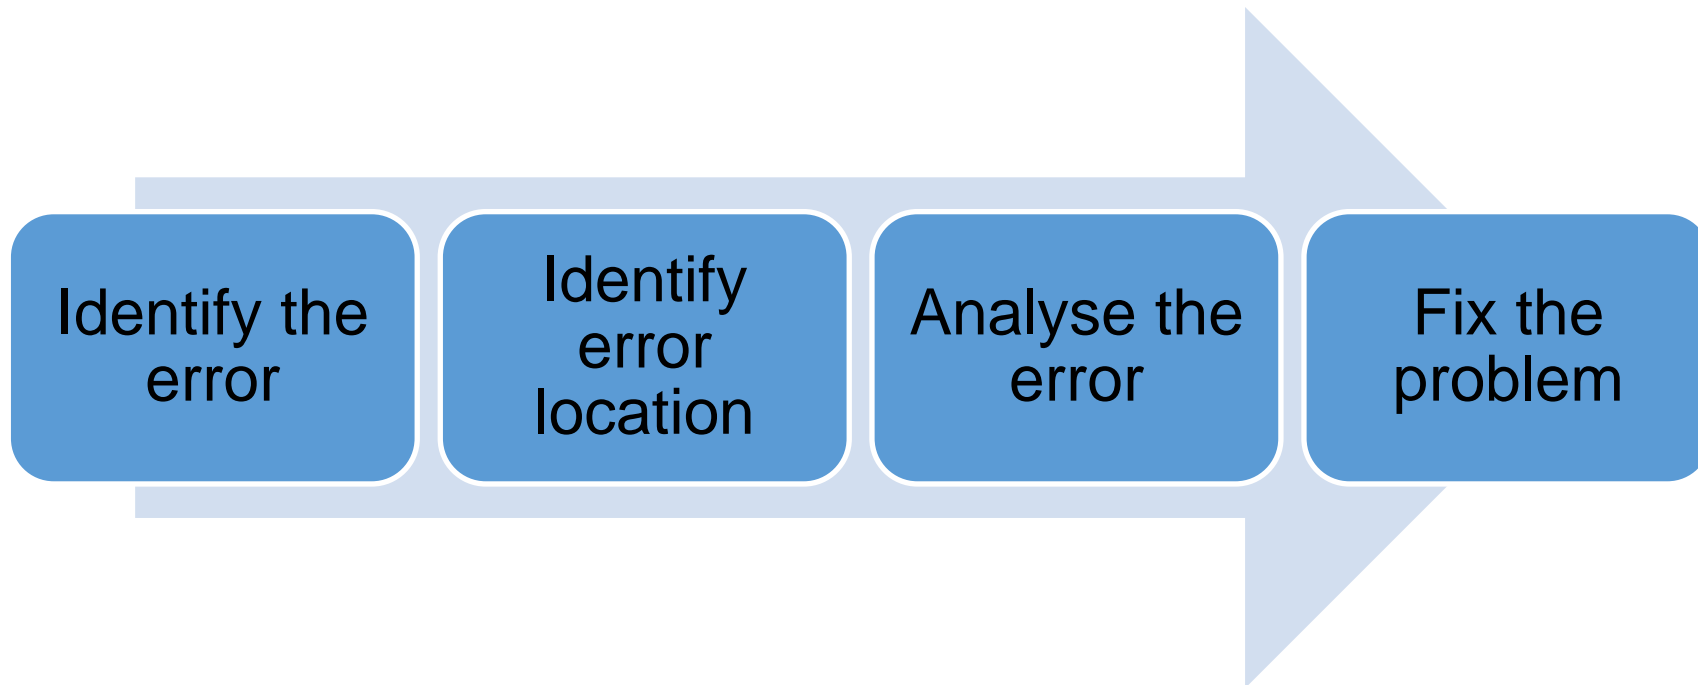 Identify the
error
Identify
error
location
Analyse the
error
Fix the
problem